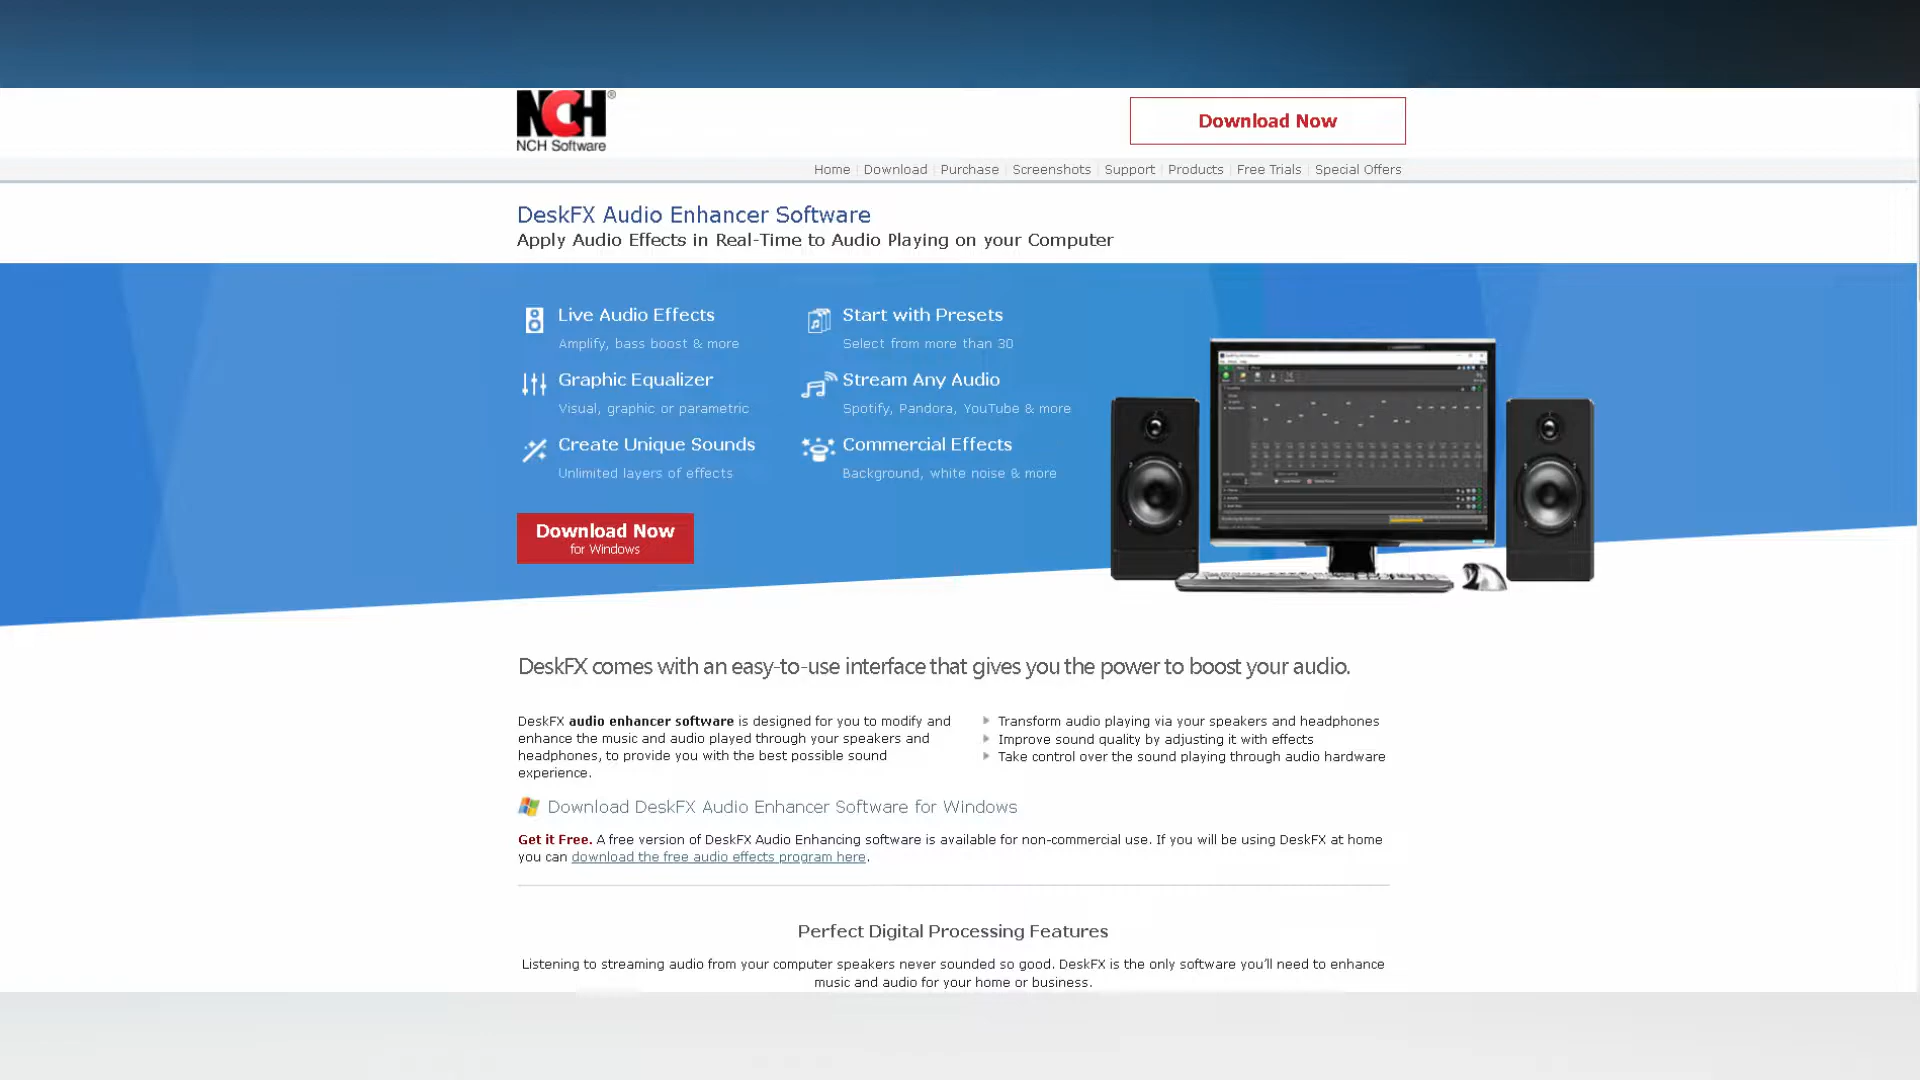 NCH®
NCH Software
Download Now
Home Download Purchase Screenshots Support Products Free Trials Special Offers
DeskFX Audio Enhancer Software
Apply Audio Effects in Real-Time to Audio Playing on your Computer
Live Audio Effects
Amplify, bass boost & more
Graphic Equalizer
Visual, graphic or parametric
Create Unique Sounds
Unlimited layers of effects
Start with Presets
Select from more than 30
Stream Any Audio
Spotify, Pandora, YouTube & more
Commercial Effects
Background, white noise & more
Download Now
for Windows
DeskFX comes with an easy-to-use interface that gives you the power to boost your audio.
DeskFX audio enhancer software is designed for you to modify and
enhance the music and audio played through your speakers and
headphones, to provide you with the best possible sound
experience.
Transform audio playing via your speakers and headphones
Improve sound quality by adjusting it with effects
Take control over the sound playing through audio hardware
Download DeskFX Audio Enhancer Software for Windows
Get it Free. A free version of DeskFX Audio Enhancing software is available for non-commercial use. If you will be using DeskFX at home
you can download the free audio effects program here.
Perfect Digital Processing Features
Listening to streaming audio from your computer speakers never sounded so good. DeskFX is the only software you'll need to enhance
music and audio for your home or business.